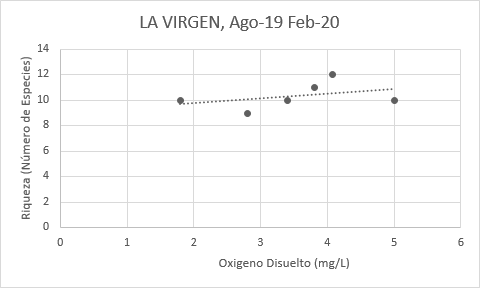 LA VIRGEN, Ago-19 Feb-20
Riqueza (Número de Especies)
14
12
10
8
6
4
2
0
0 1 2 3 4 5 6
Oxigeno Disuelto (mg/L)